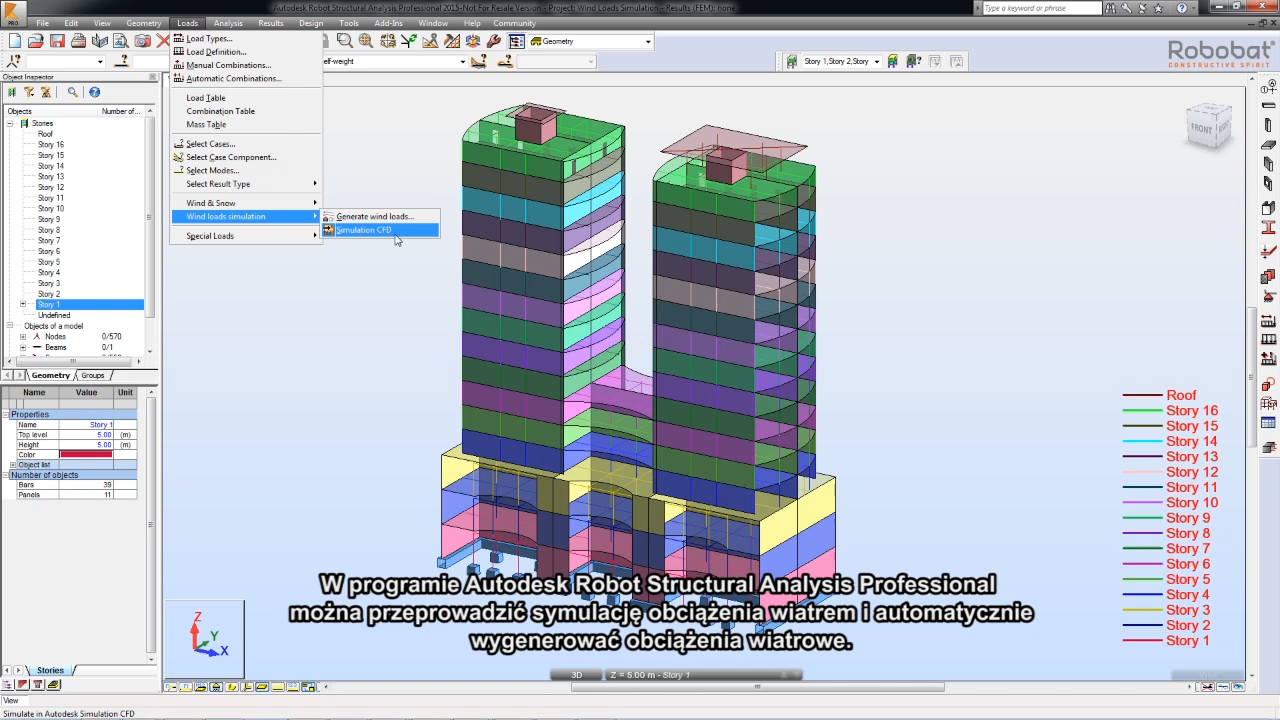 Autodesk Robot Structural Analysis Professional 2015-Not For Resale Version - Project: Wind Loads Simulation - Results (FEM): none
Type a keyword or phrase
PRO
File Edit View Geometry Loads Analysis Results Design Tools Add-Ins Window Help Community
Geometry
elf-weight
Story 1,Story 2,Story
Robobat
CONSTRUCTIVE SPIRIT
Load Types...
Load Definition...
Manual Combinations...
Automatic Combinations...
Load Table
Combination Table
Mass Table
Select Cases...
Select Case Component...
Select Modes...
Select Result Type
Wind & Snow
Wind loads simulation
Special Loads
Generate wind loads...
Simulation CFD
Object Inspector
Objects Number of...
Stories
Roof
Story 16
Story 15
Story 14
Story 13
Story 12
Story 11
Story 10
Story 9
Story 8
Story 7
Story 6
Story 5
Story 4
Story 3
Story 2
Story 1
Undefined
Objects of a model
Nodes 0/570
Beams 0/1
Geometry Groups
Name Value Unit
Properties
Name Story 1
Top level 5.00 (m)
Height 5.00 (m)
Color
Object list
Number of objects
Bars 39
Panels 11
FRONT
Roof
Story 16
Story 15
Story 14
Story 13
Story 12
Story 11
Story 10
Story 9
Story 8
Story 7
Story 6
Story 5
Story 4
Story 3
Story 2
Story 1
W programie Autodesk Robot Structural Analysis Professional
można przeprowadzić symulację obciążenia wiatrem i automatycznie
wygenerować obciążenia wiatrowe.
Z
Y
X
3D Z = 5.00 m - Story 1
Stories
View
Simulate in Autodesk Simulation CFD